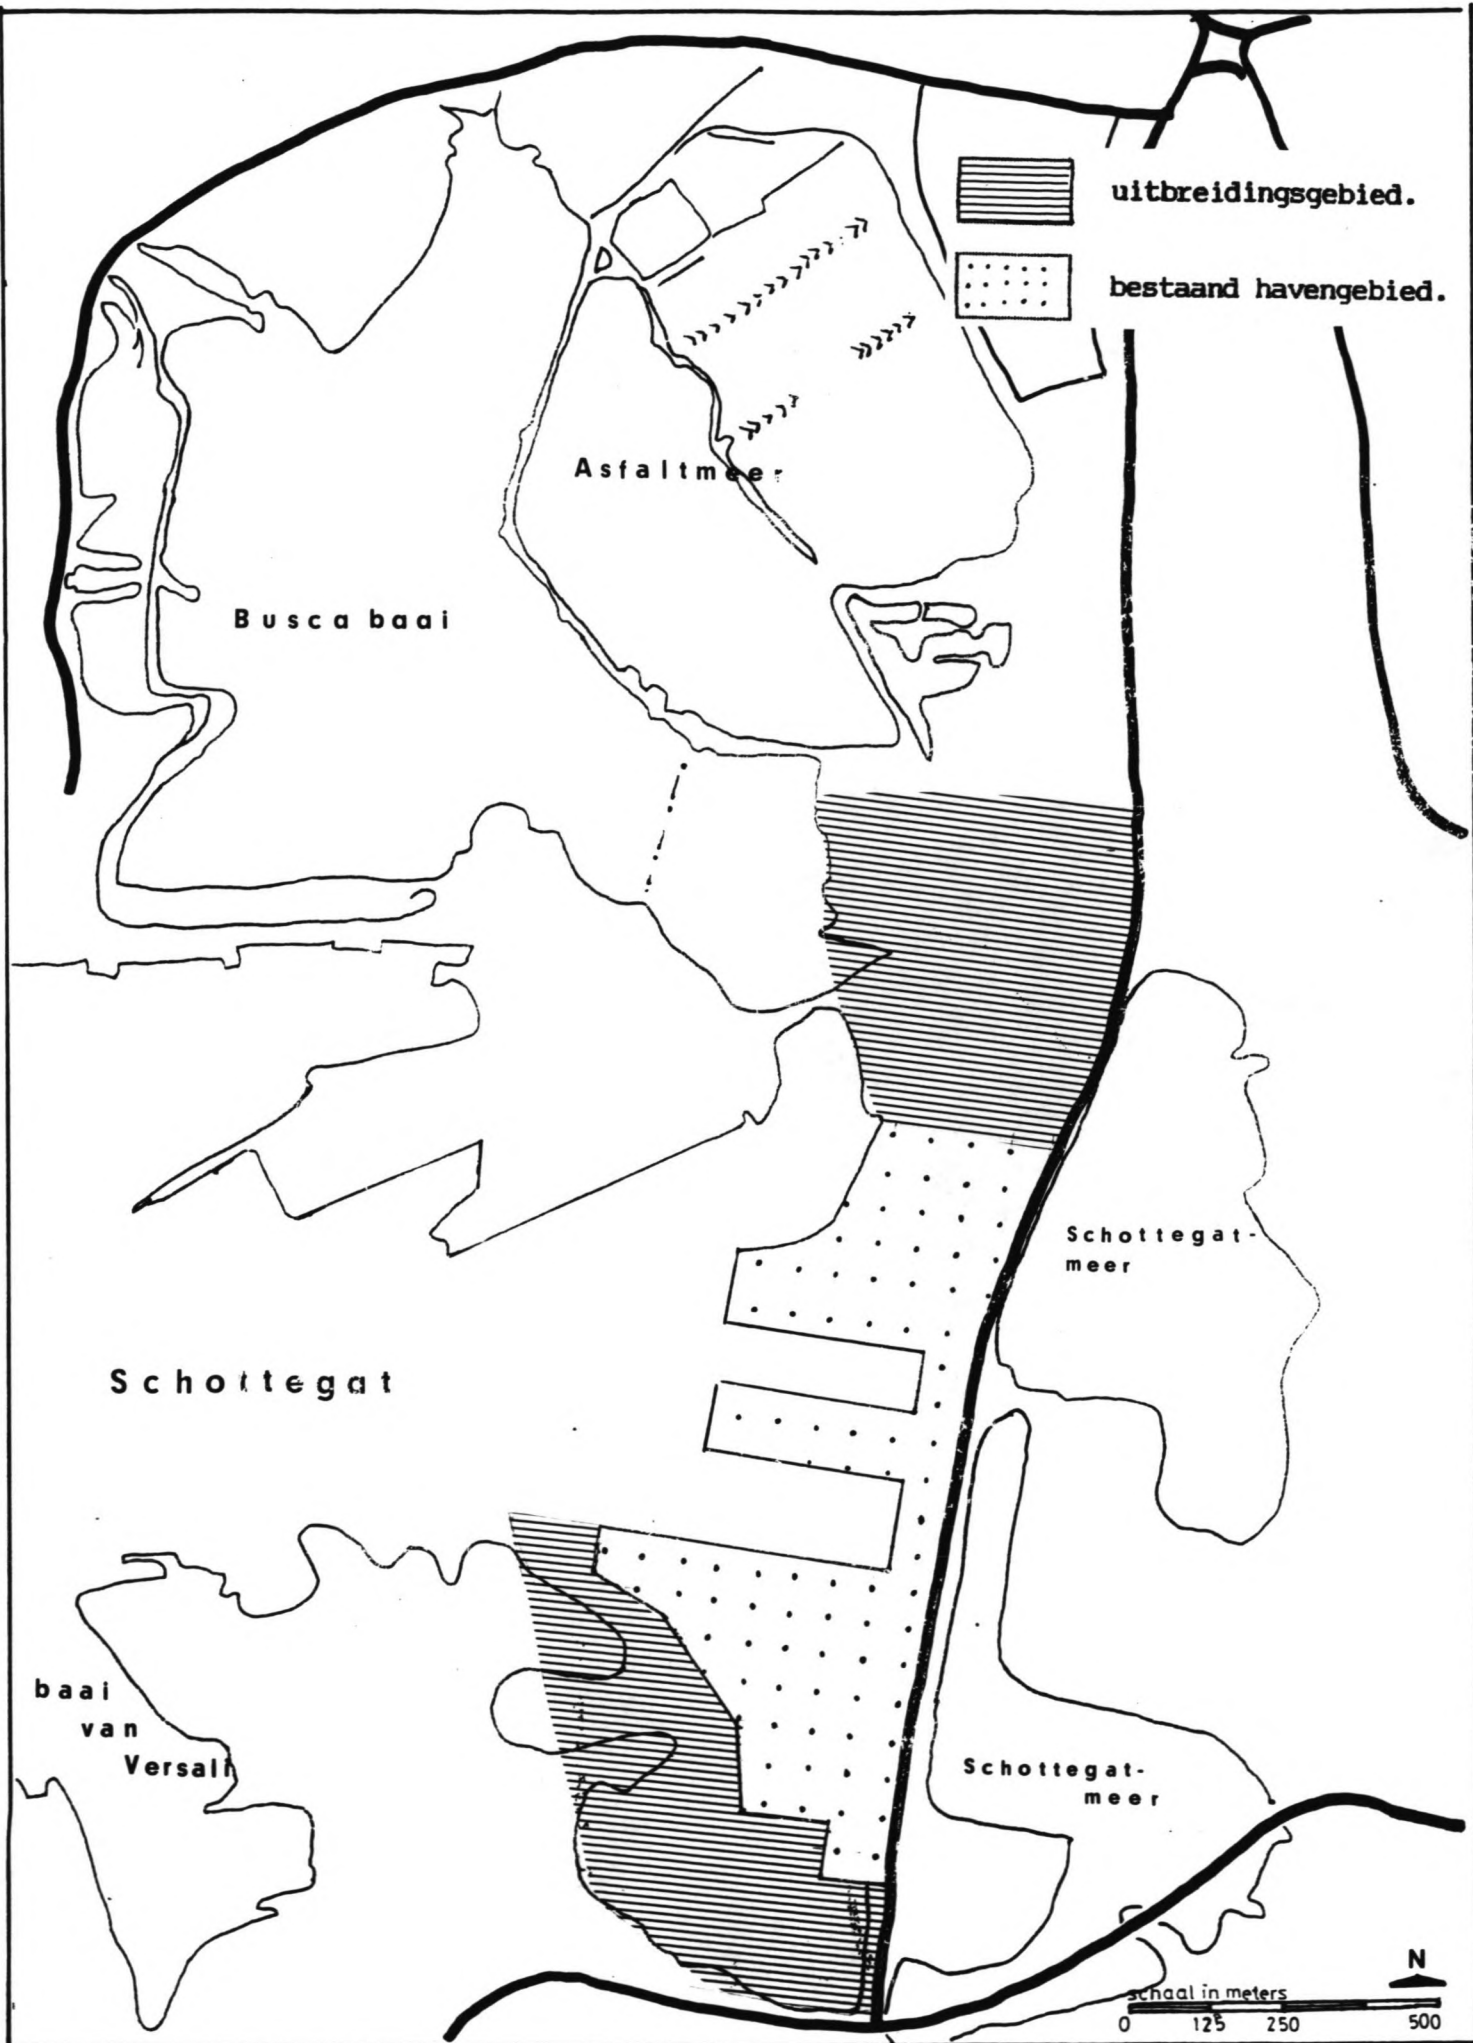 uitbreidingsgebied.
bestaand havengebied.
Asfaltmeer
Busca baai
Schottegat-
meer
Schottegat
baai
van
Versali
Schottegat-
meer
N
schaal in meters
0 125 250 500